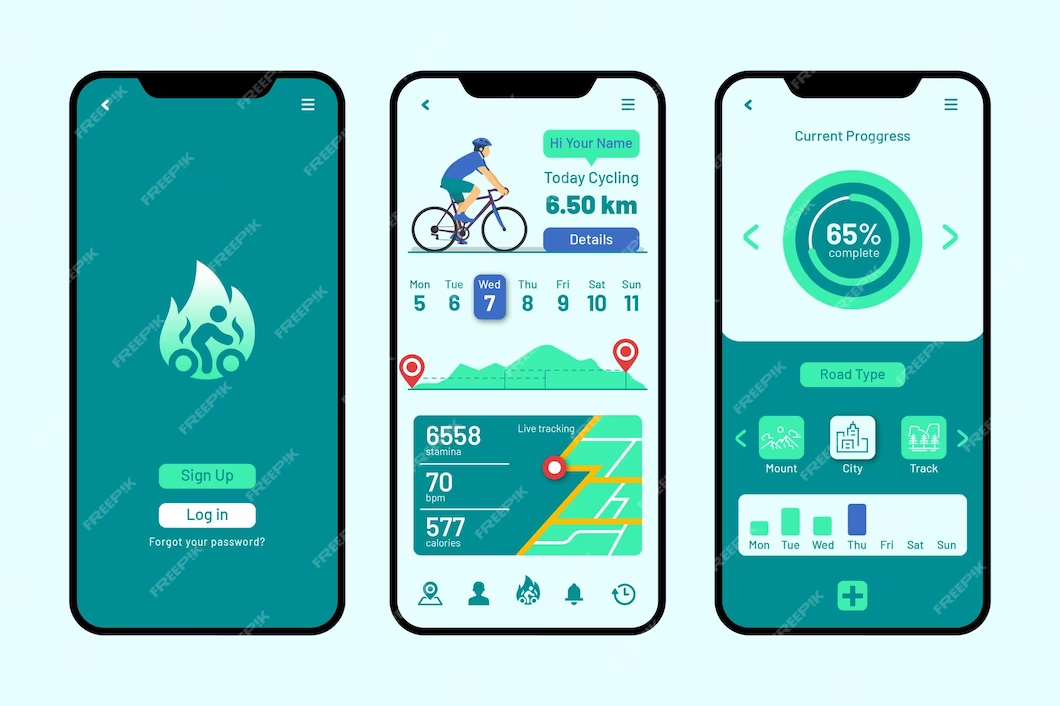 Sign Up
Log in
Forgot your password?
Hi Your Name
Today Cycling
6.50 km
Details
Mon Tue Wed Thu Fri Sat Sun
5 6 7 8 9 10 11
6558
stamina
Live tracking
70
bpm
577
calories
Current Proggress
65%
complete
Road Type
Mount City Track
Mon Tue Wed Thu Fri Sat Sun
FREEPIK